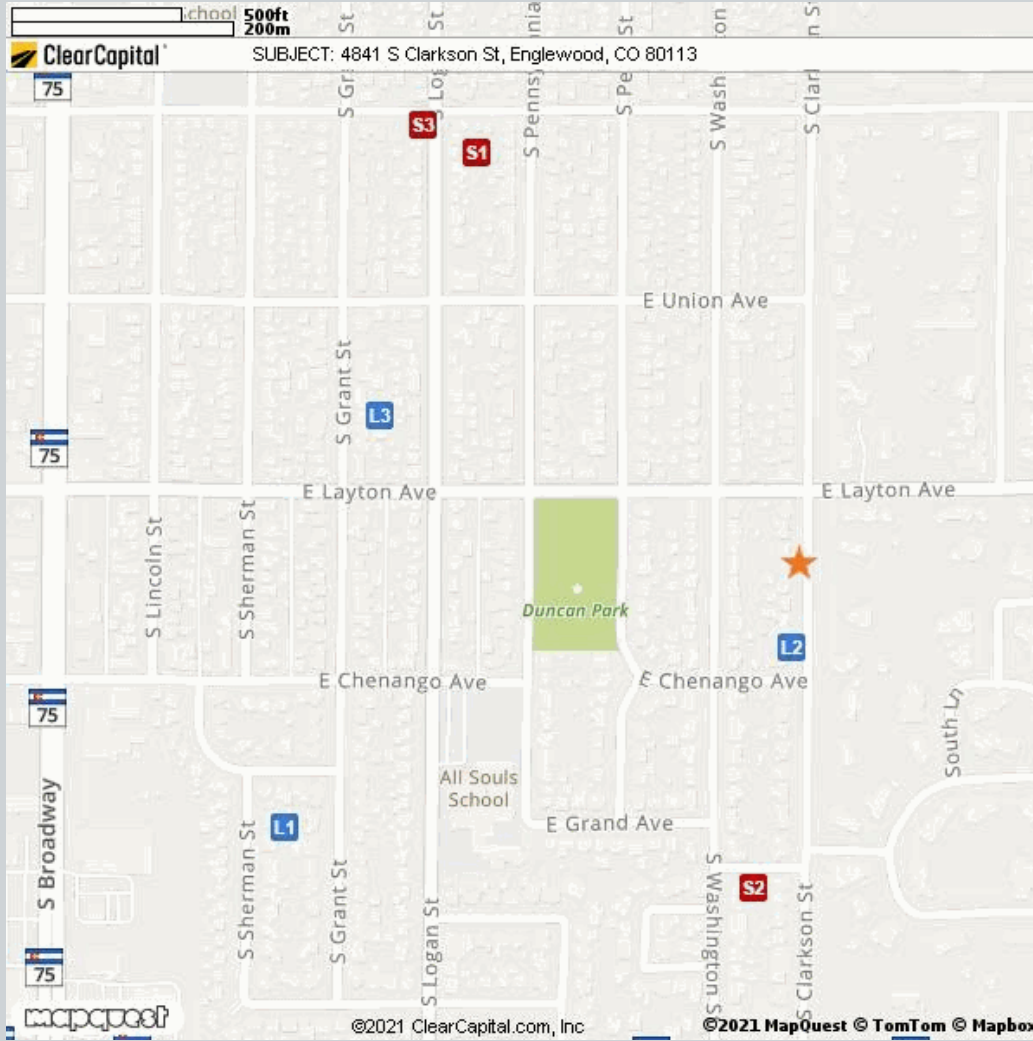 500ft
200m
School
ClearCapital
SUBJECT: 4841 S Clarkson St, Englewood, CO 80113
75
S3
S1
S Wash
E Union Ave
S Grant St
L3
75
E Layton Ave
E Layton Ave
S Lincoln St
S Sherman St
Duncan Park
L2
E Chenango Ave
E Chenango Ave
75
South Ln
All Souls
School
L1
E Grand Ave
S Broadway
S Sherman St
S Grant St
S Logan St
S2
S Washington S
S Clarkson St
75
mapquest
©2021 ClearCapital.com, Inc
©2021 MapQuest © TomTom © Mapbox